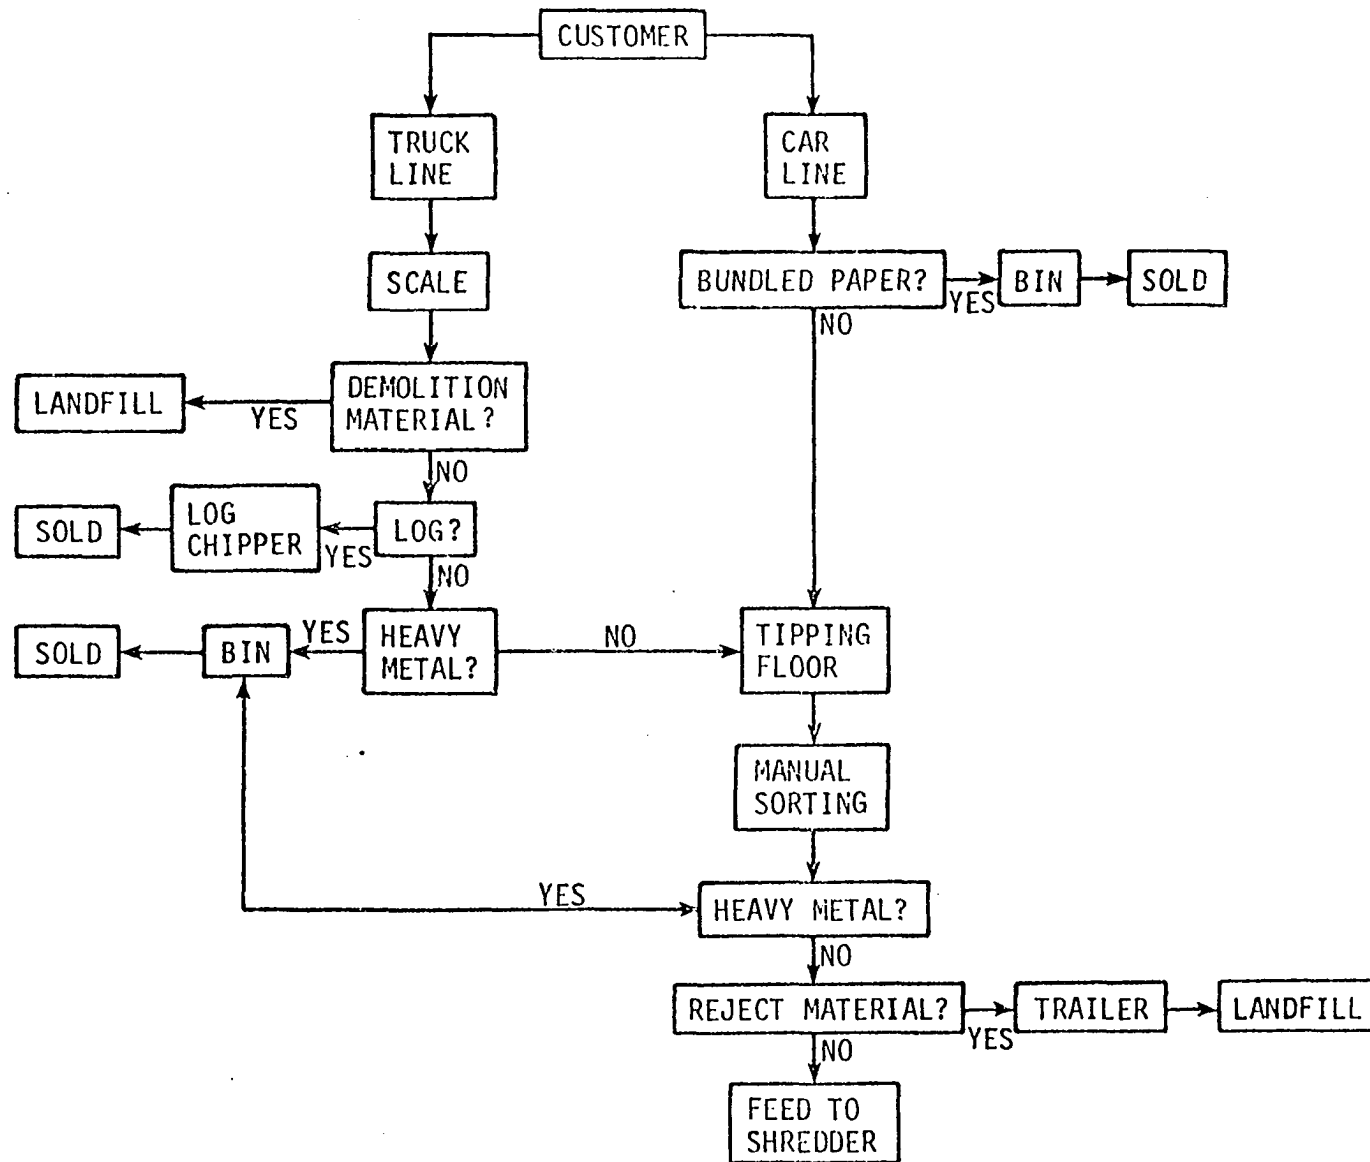 CUSTOMER
TRUCK
LINE
CAR
LINE
SCALE
BUNDLED PAPER?
YES
BIN
SOLD
NO
LANDFILL
YES
DEMOLITION
MATERIAL?
NO
SOLD
LOG
CHIPPER
YES
LOG?
NO
SOLD
BIN
YES
HEAVY
METAL?
NO
TIPPING
FLOOR
MANUAL
SORTING
YES
HEAVY METAL?
NO
REJECT MATERIAL?
YES
TRAILER
LANDFILL
NO
FEED TO
SHREDDER